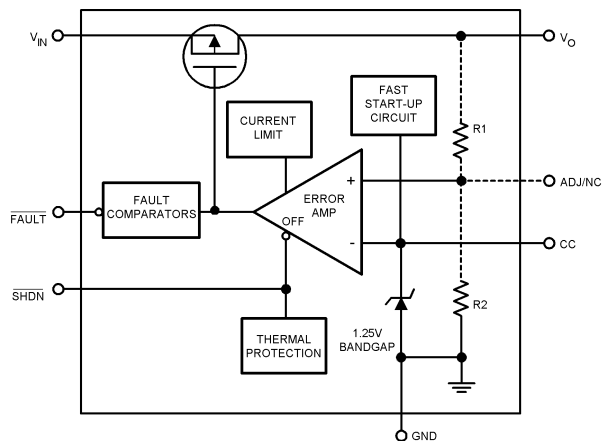 VIN
VO
FAST
START-UP
CIRCUIT
CURRENT
LIMIT
R1
+
ADJ/NC
ERROR
AMP
FAULT
COMPARATORS
FAULT
OFF
-
CC
SHDN
R2
1.25V
BANDGAP
THERMAL
PROTECTION
GND